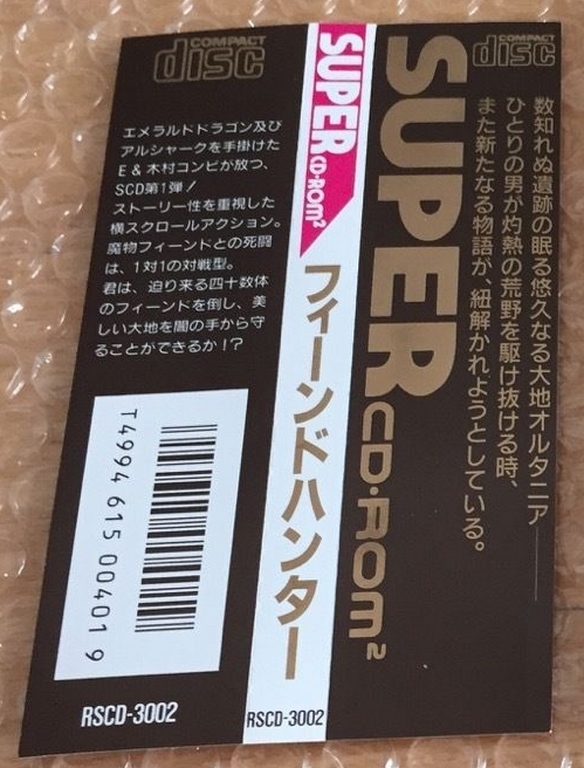 COMPACT
disc
エメラルドドラゴン及び
アルシャークを手掛けた
E & 木村コンビが放つ、
SCD第1弾!
ストーリー性を重視した
横スクロールアクション。
魔物フィーンドとの死闘
は、1対1の対戦型。
君は、迫り来る四十数体
のフィーンドを倒し、美
しい大地を闇の手から守
ることができるか!?
T4994 615 00401 9
RSCD-3002
SUPER CD-ROM²
フィーンドハンター
RSCD-3002
SUPER CD-ROM²
COMPACT
disc
数知れぬ遺跡の眠る悠久なる大地オルタニア――
ひとりの男が灼熱の荒野を駆け抜ける時、
また新たなる物語が、紐解かれようとしている。